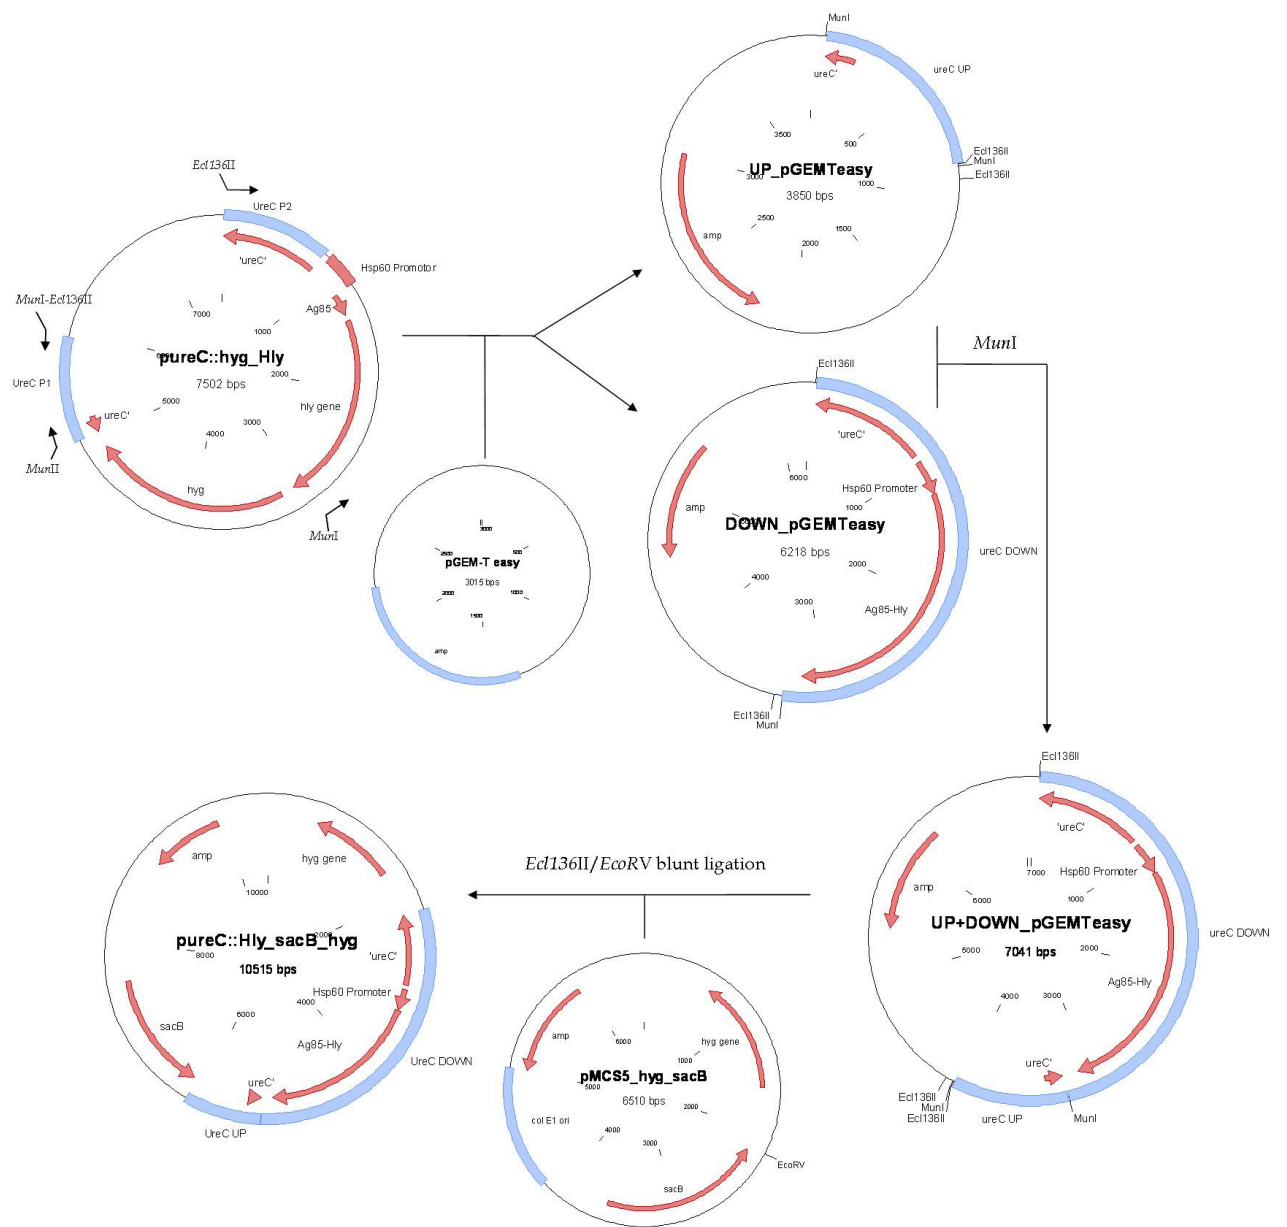 MunI
ureC UP
ureC'
3500
500
Ecl136II
MunI
Ecl136II
UP_pGEMTeasy
3850 bps
1000
2500
1500
2000
amp
Ecl136II
UreC P2
'ureC'
Hsp60 Promotor
MunI-Ecl136II
7000
1000
Ag85
pureC::hyg_Hly
7502 bps
2000
UreC P1
5000
hly gene
ureC'
3000
4000
MunII
hyg
MunI
MunI
Ecl136II
'ureC'
6000
Hsp60 Promoter
1000
amp
DOWN_pGEMTeasy
6218 bps
ureC DOWN
2000
4000
3000
Ag85-Hly
Ecl136II
MunI
3000
2500
500
pGEM-T easy
3015 bps
2000
1000
1500
amp
Ecl136II
'ureC'
7000
Hsp60 Promoter
1000
amp
6000
UP+DOWN_pGEMTeasy
7041 bps
ureC DOWN
2000
Ag85-Hly
4000
3000
ureC'
Ecl136II
MunI
Ecl136II
ureC UP
MunI
Ecl136II/EcoRV blunt ligation
amp
hyg gene
10000
2000
pureC::Hly_sacB_hyg
8000
10515 bps
'ureC'
Hsp60 Promoter
4000
6000
sacB
Ag85-Hly
UreC DOWN
ureC'
UreC UP
amp
6000
hyg gene
1000
pMCS5_hyg_sacB
6510 bps
2000
col E1 ori
4000
3000
EcoRV
sacB